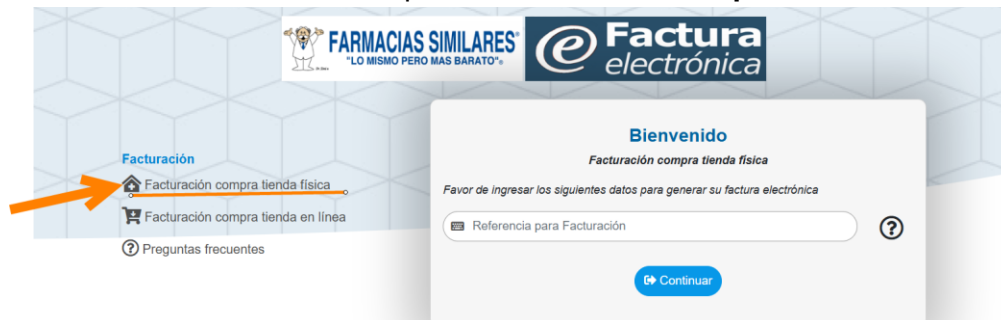 FARMACIAS SIMILARES
"LO MISMO PERO MAS BARATO"
Factura
electrónica
Facturación
Facturación compra tienda física
Facturación compra tienda en línea
Preguntas frecuentes
Bienvenido
Facturación compra tienda física
Favor de ingresar los siguientes datos para generar su factura electrónica
Referencia para Facturación
Continuar